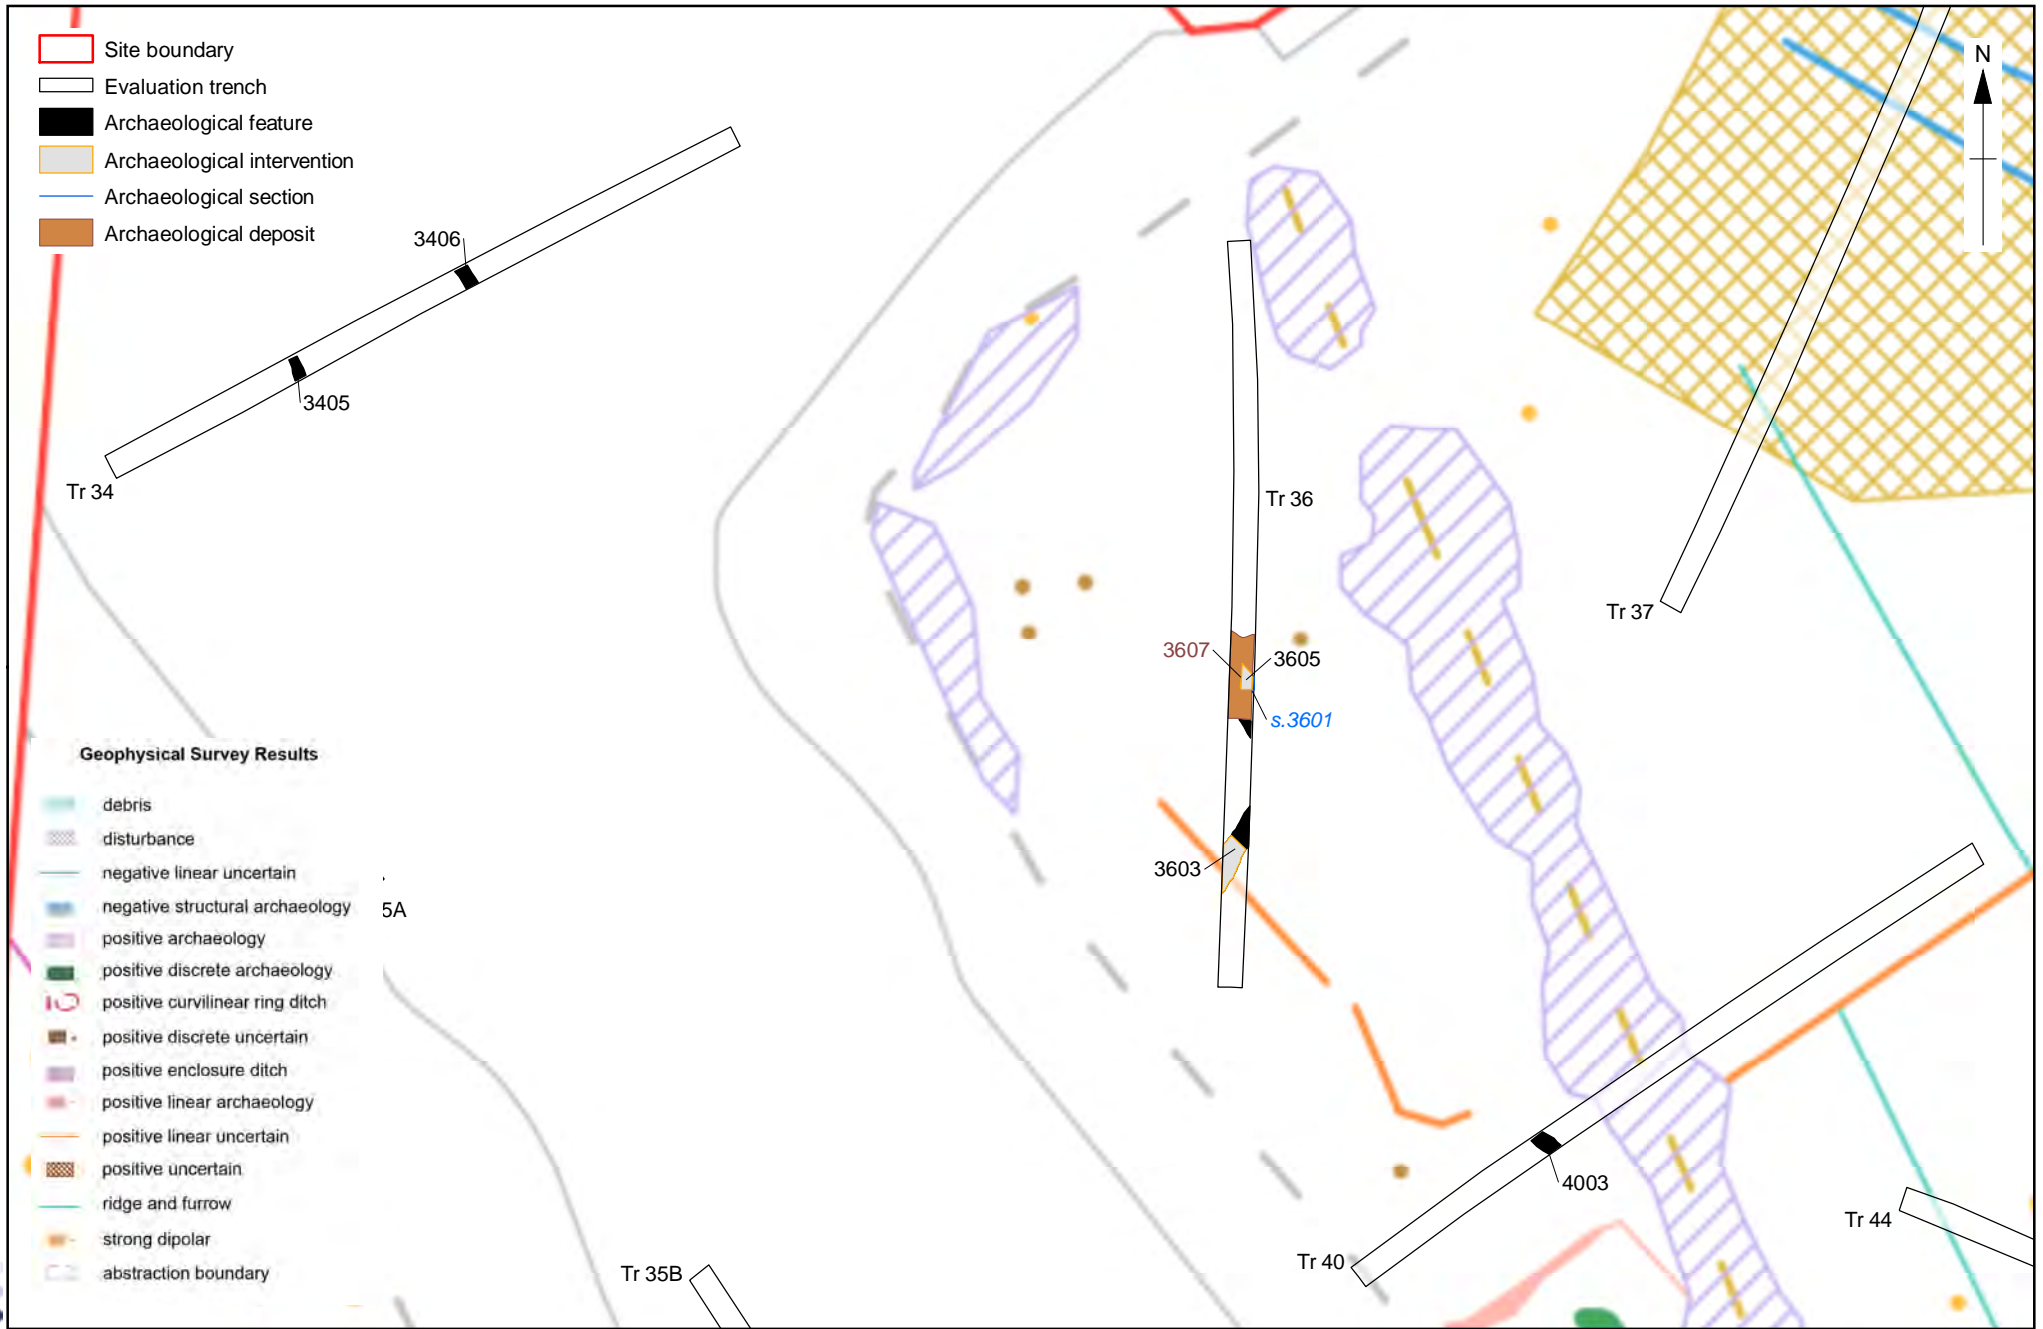 Site boundary
Evaluation trench
Archaeological feature
Archaeological intervention
Archaeological section
Archaeological deposit
N
3406
3405
Tr 34
Tr 36
Tr 37
3607
3605
s.3601
3603
Geophysical Survey Results
debris
disturbance
negative linear uncertain
negative structural archaeology
positive archaeology
positive discrete archaeology
positive curvilinear ring ditch
positive discrete uncertain
positive enclosure ditch
positive linear archaeology
positive linear uncertain
positive uncertain
ridge and furrow
strong dipolar
abstraction boundary
5A
4003
Tr 44
Tr 40
Tr 35B